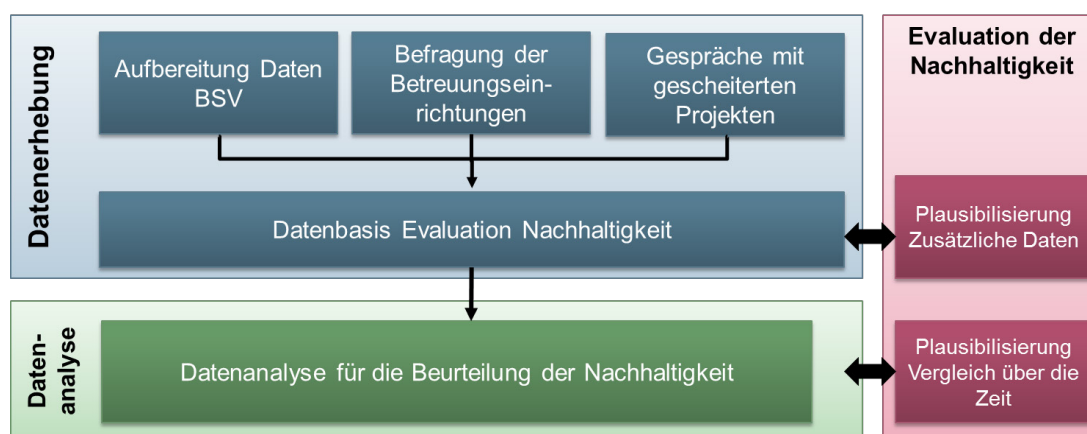 Datenerhebung
Aufbereitung Daten
BSV
Befragung der
Betreuungsein-
richtungen
Gespräche mit
gescheiterten
Projekten
Datenbasis Evaluation Nachhaltigkeit
Daten-
analyse
Datenanalyse für die Beurteilung der Nachhaltigkeit
Evaluation der
Nachhaltigkeit
Plausibilisierung
Zusätzliche Daten
Plausibilisierung
Vergleich über die
Zeit